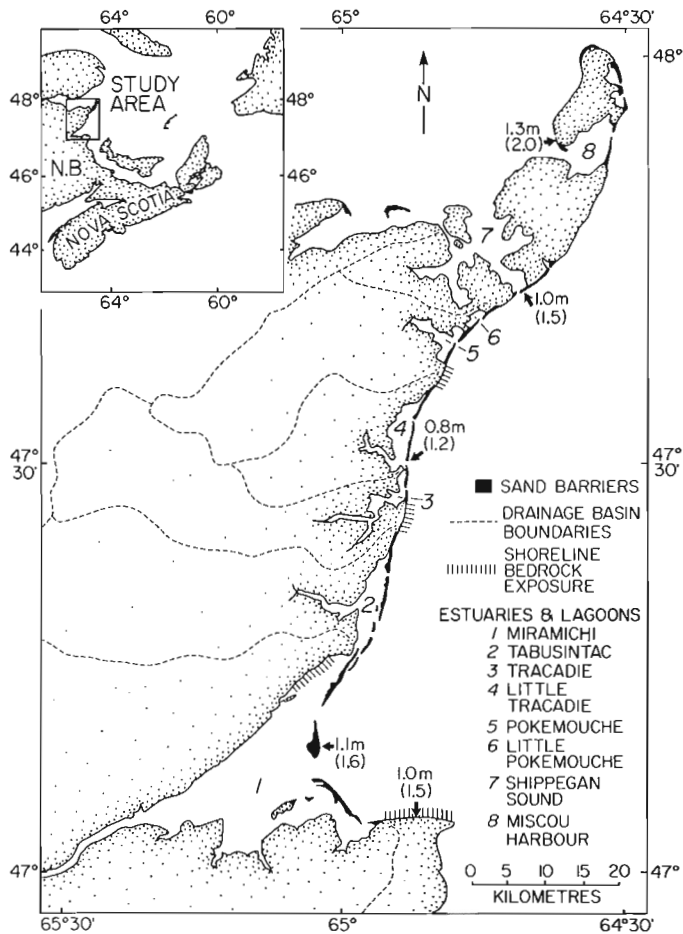 64° 60°
65° 64°30'
48°
STUDY
AREA
48° 48°
N
1.3m
(2.0)
8
N.B.
46° 46°
NOVA SCOTIA
7
44° 44°
1.0m
(1.5)
64° 60°
6
5
4
0.8m
(1.2)
47°
30'
47°
30'
3
SAND BARRIERS
DRAINAGE BASIN
BOUNDARIES
SHORELINE
BEDROCK
EXPOSURE
2
ESTUARIES & LAGOONS
1 MIRAMICHI
2 TABUSINTAC
3 TRACADIE
4 LITTLE
TRACADIE
5 POKEMOUCHE
6 LITTLE
POKEMOUCHE
7 SHIPPEGAN
SOUND
8 MISCOU
HARBOUR
1.1m
(1.6)
1
1.0m
(1.5)
47° 47°
0 5 10 15 20
KILOMETRES
65°30' 65° 64°30'